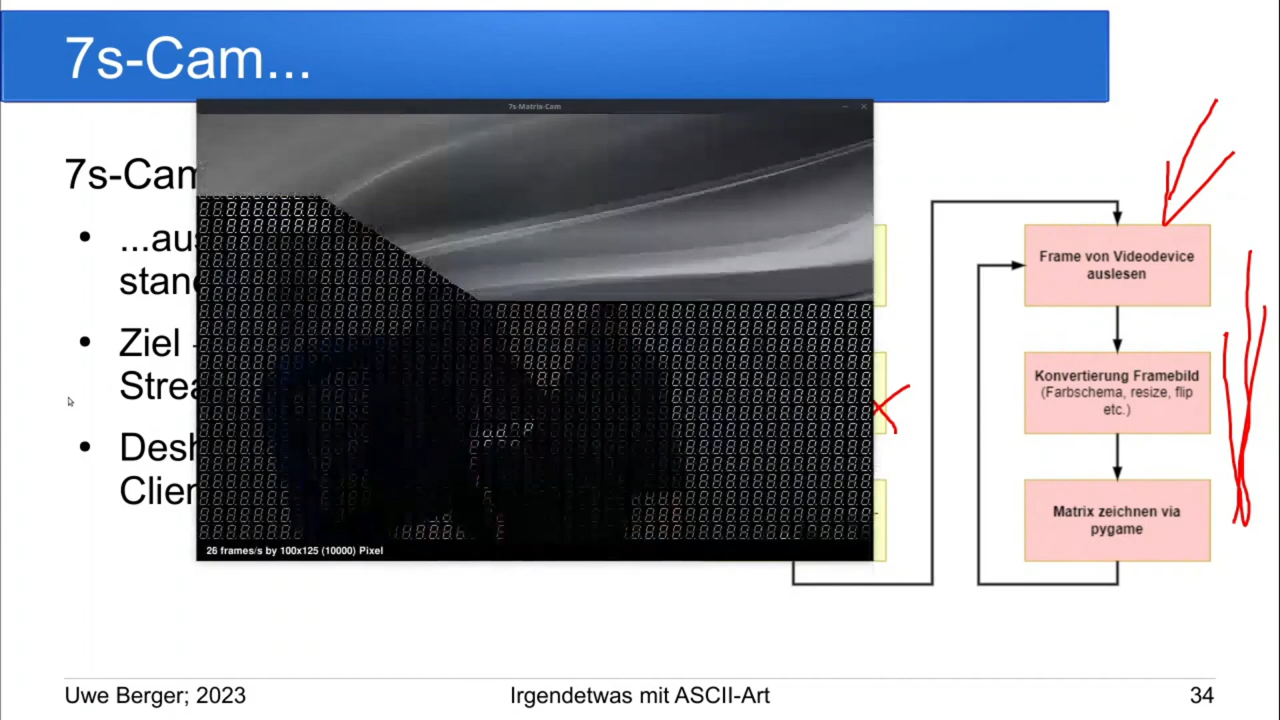 7s-Cam...
7s-Matrix-Cam
7s-Cam
...aus
stand
Ziel -
Strea
Desh
Clien
Frame von Videodevice
auslesen
Konvertierung Framebild
(Farbschema, resize, flip
etc.)
Matrix zeichnen via
pygame
26 frames/s by 100x125 (10000) Pixel
Uwe Berger; 2023
Irgendetwas mit ASCII-Art
34